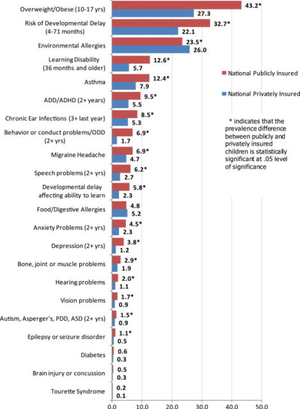 Overweight/Obese (10-17 yrs)
43.2*
27.3
Risk of Developmental Delay
(4-71 months)
32.7*
22.1
Environmental Allergies
23.5*
26.0
Learning Disability
(36 months and older)
12.6*
5.7
Asthma
12.4*
7.9
ADD/ADHD (2+ years)
9.5*
5.5
Chronic Ear Infections (3+ last year)
8.5*
5.3
Behavior or conduct problems/ODD
(2+ yrs)
6.9*
1.7
Migraine Headache
6.9*
4.7
Speech problems (2+ yrs)
6.2*
2.7
Developmental delay
affecting ability to learn
5.8*
2.3
Food/Digestive Allergies
4.8
5.2
Anxiety Problems (2+ yrs)
4.5*
2.3
Depression (2+ yrs)
3.8*
1.2
Bone, joint or muscle problems
2.9*
1.9
Hearing problems
2.0*
1.1
Vision problems
1.7*
0.9
Autism, Asperger's, PDD, ASD (2+ yrs)
1.5*
0.9
Epilepsy or seizure disorder
1.1*
0.5
Diabetes
0.6
0.3
Brain injury or concussion
0.5
0.3
Tourette Syndrome
0.2
0.1
0.0 10.0 20.0 30.0 40.0 50.0
National Publicly Insured
National Privately Insured
* indicates that the
prevalence difference
between publicly and
privately insured
children is statistically
significant at .05 level
of significance